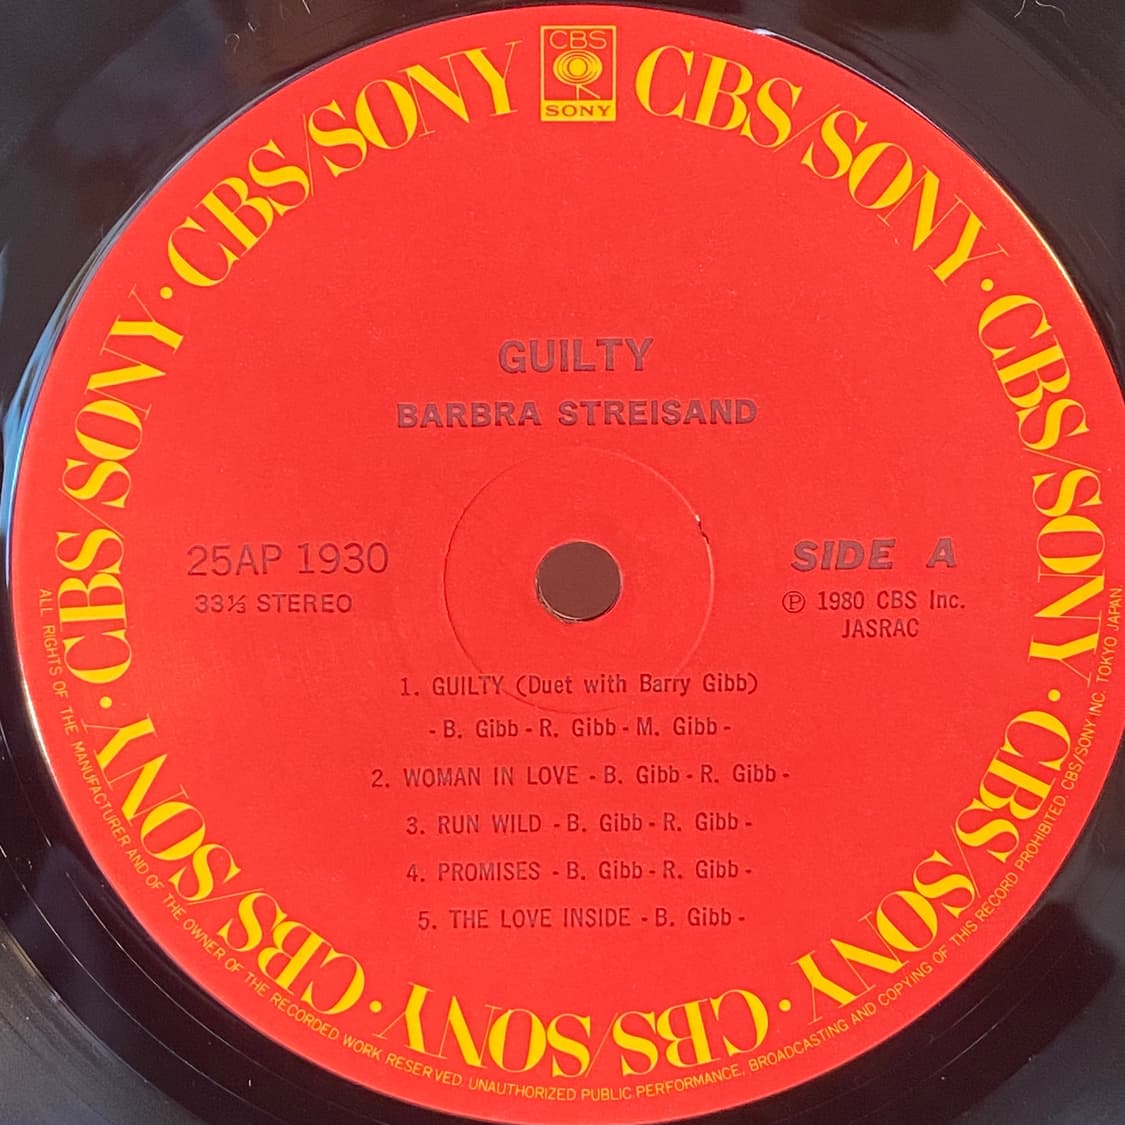 CBS
SONY
CBS/SONY · CBS/SONY · CBS/SONY · CBS/SONY · CBS/SONY · CBS/SONY · CBS/SONY · CBS/SONY
GUILTY
BARBRA STREISAND
25AP 1930
33⅓ STEREO
SIDE A
Ⓟ 1980 CBS Inc.
JASRAC
1. GUILTY (Duet with Barry Gibb)
- B. Gibb - R. Gibb - M. Gibb -
2. WOMAN IN LOVE - B. Gibb - R. Gibb -
3. RUN WILD - B. Gibb - R. Gibb -
4. PROMISES - B. Gibb - R. Gibb -
5. THE LOVE INSIDE - B. Gibb -
ALL RIGHTS OF THE MANUFACTURER AND OF THE OWNER OF THE RECORDED WORK RESERVED. UNAUTHORIZED PUBLIC PERFORMANCE, BROADCASTING AND COPYING OF THIS RECORD PROHIBITED. CBS/SONY INC. TOKYO JAPAN